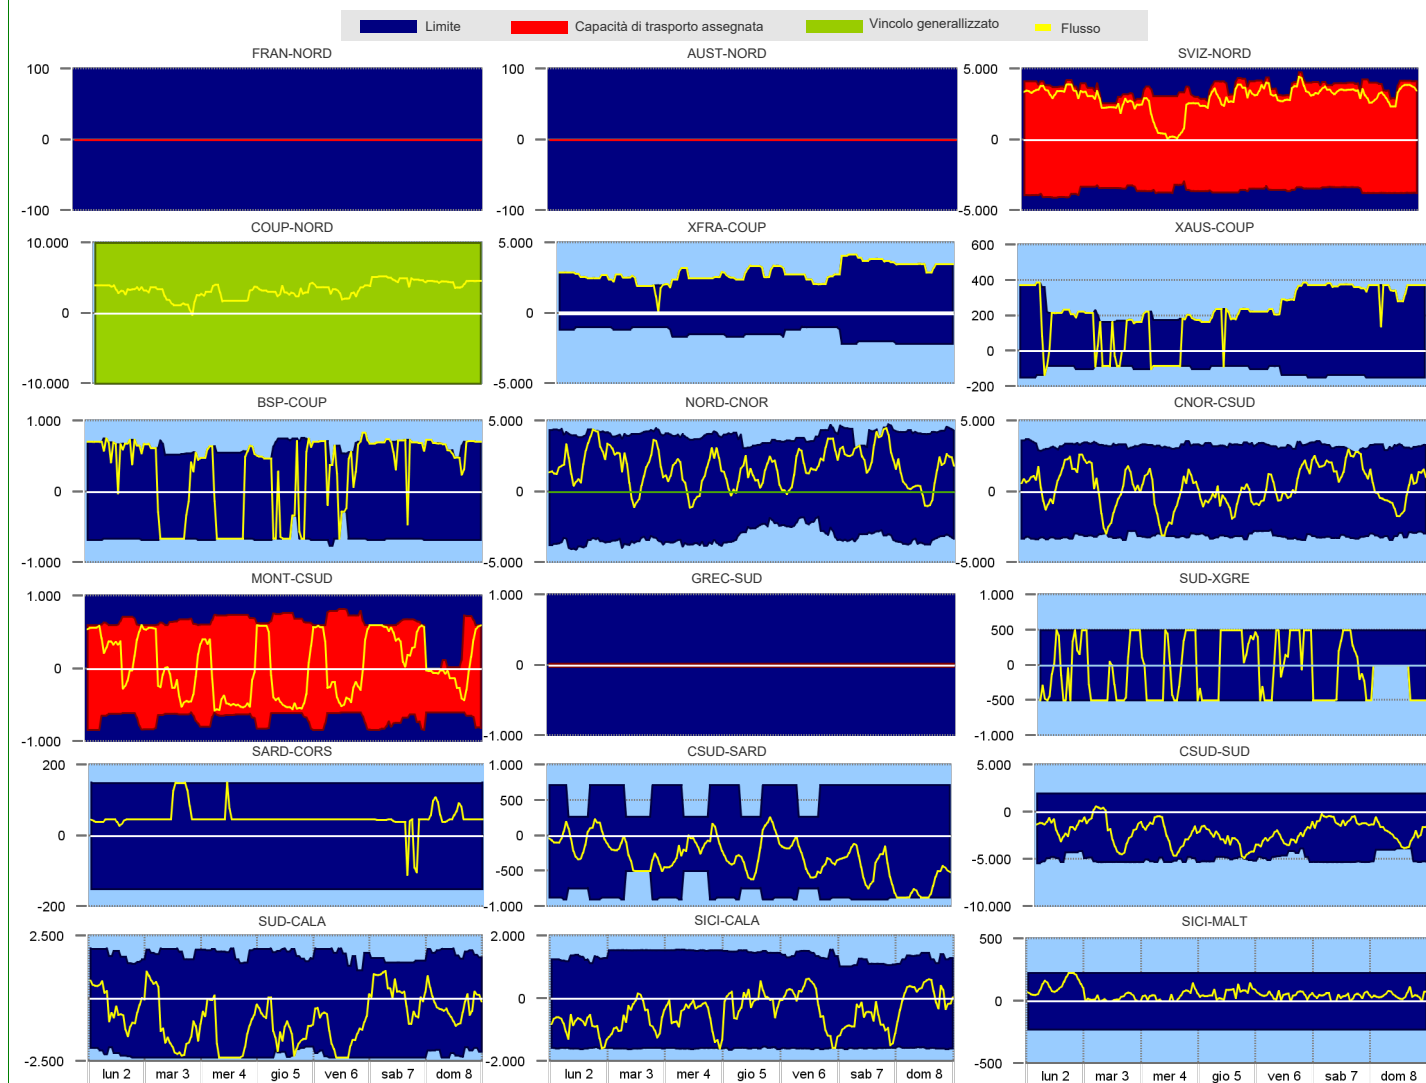 Limite Capacità di trasporto assegnata Vincolo generallizzato Flusso
FRAN-NORD AUST-NORD SVIZ-NORD
100 100 5.000
0 0 0
-100 -100 -5.000
COUP-NORD XFRA-COUP XAUS-COUP
10.000 5.000 600
400
200
0 0 0
-10.000 -5.000 -200
BSP-COUP NORD-CNOR CNOR-CSUD
1.000 5.000 5.000
0 0 0
-1.000 -5.000 -5.000
MONT-CSUD GREC-SUD SUD-XGRE
1.000 1.000 1.000
500
0 0 0
-500
-1.000 -1.000 -1.000
SARD-CORS CSUD-SARD CSUD-SUD
200 1.000 5.000
500
0 0 0
-500 -5.000
-200 -1.000 -10.000
SUD-CALA SICI-CALA SICI-MALT
2.500 2.000 500
0 0 0
-2.500 -2.000 -500
lun 2 mar 3 mer 4 gio 5 ven 6 sab 7 dom 8 lun 2 mar 3 mer 4 gio 5 ven 6 sab 7 dom 8 lun 2 mar 3 mer 4 gio 5 ven 6 sab 7 dom 8